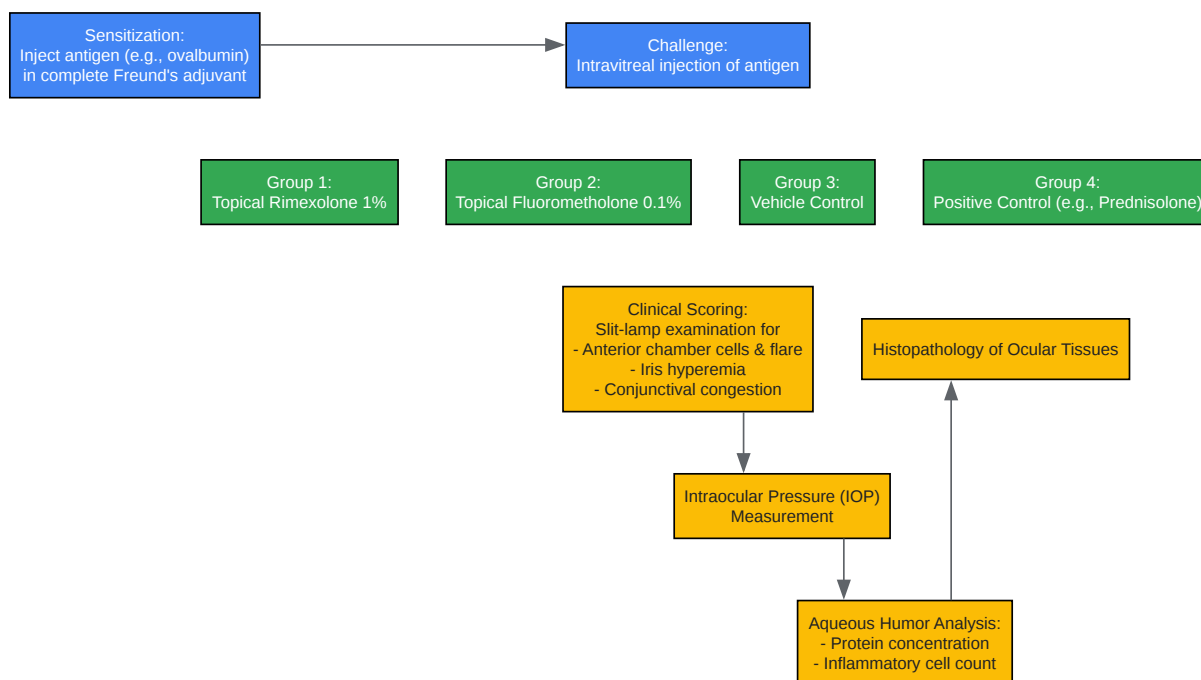 Sensitization:
Inject antigen (e.g., ovalbumin)
in complete Freund's adjuvant
Challenge:
Intravitreal injection of antigen
Group 1:
Topical Rimexolone 1%
Group 2:
Topical Fluorometholone 0.1%
Group 3:
Vehicle Control
Group 4:
Positive Control (e.g., Prednisolone)
Clinical Scoring:
Slit-lamp examination for
- Anterior chamber cells & flare
- Iris hyperemia
- Conjunctival congestion
Histopathology of Ocular Tissues
Intraocular Pressure (IOP)
Measurement
Aqueous Humor Analysis:
- Protein concentration
- Inflammatory cell count